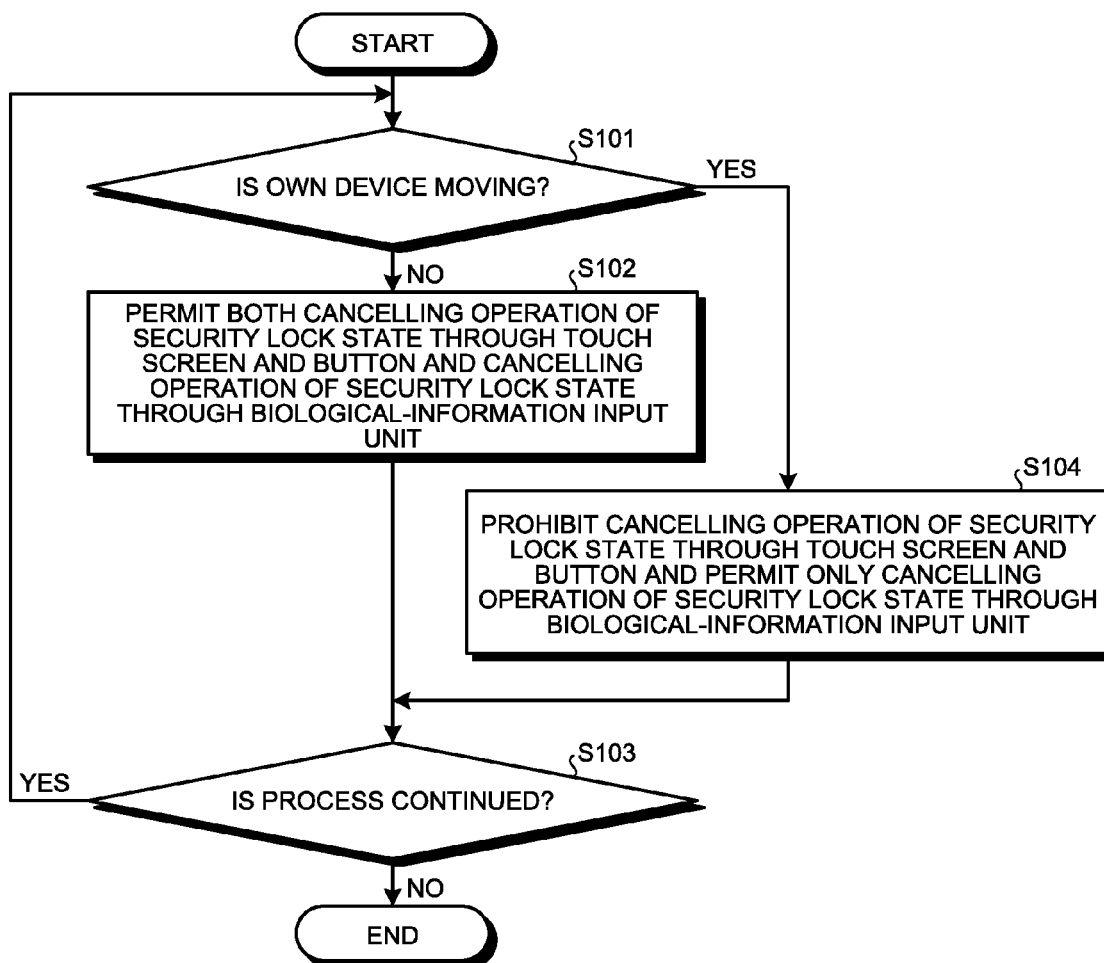 START
S101
IS OWN DEVICE MOVING?
YES
NO
S102
PERMIT BOTH CANCELLING OPERATION OF
SECURITY LOCK STATE THROUGH TOUCH
SCREEN AND BUTTON AND CANCELLING
OPERATION OF SECURITY LOCK STATE
THROUGH BIOLOGICAL-INFORMATION INPUT
UNIT
S104
PROHIBIT CANCELLING OPERATION OF SECURITY
LOCK STATE THROUGH TOUCH SCREEN AND
BUTTON AND PERMIT ONLY CANCELLING
OPERATION OF SECURITY LOCK STATE THROUGH
BIOLOGICAL-INFORMATION INPUT UNIT
S103
YES
IS PROCESS CONTINUED?
NO
END